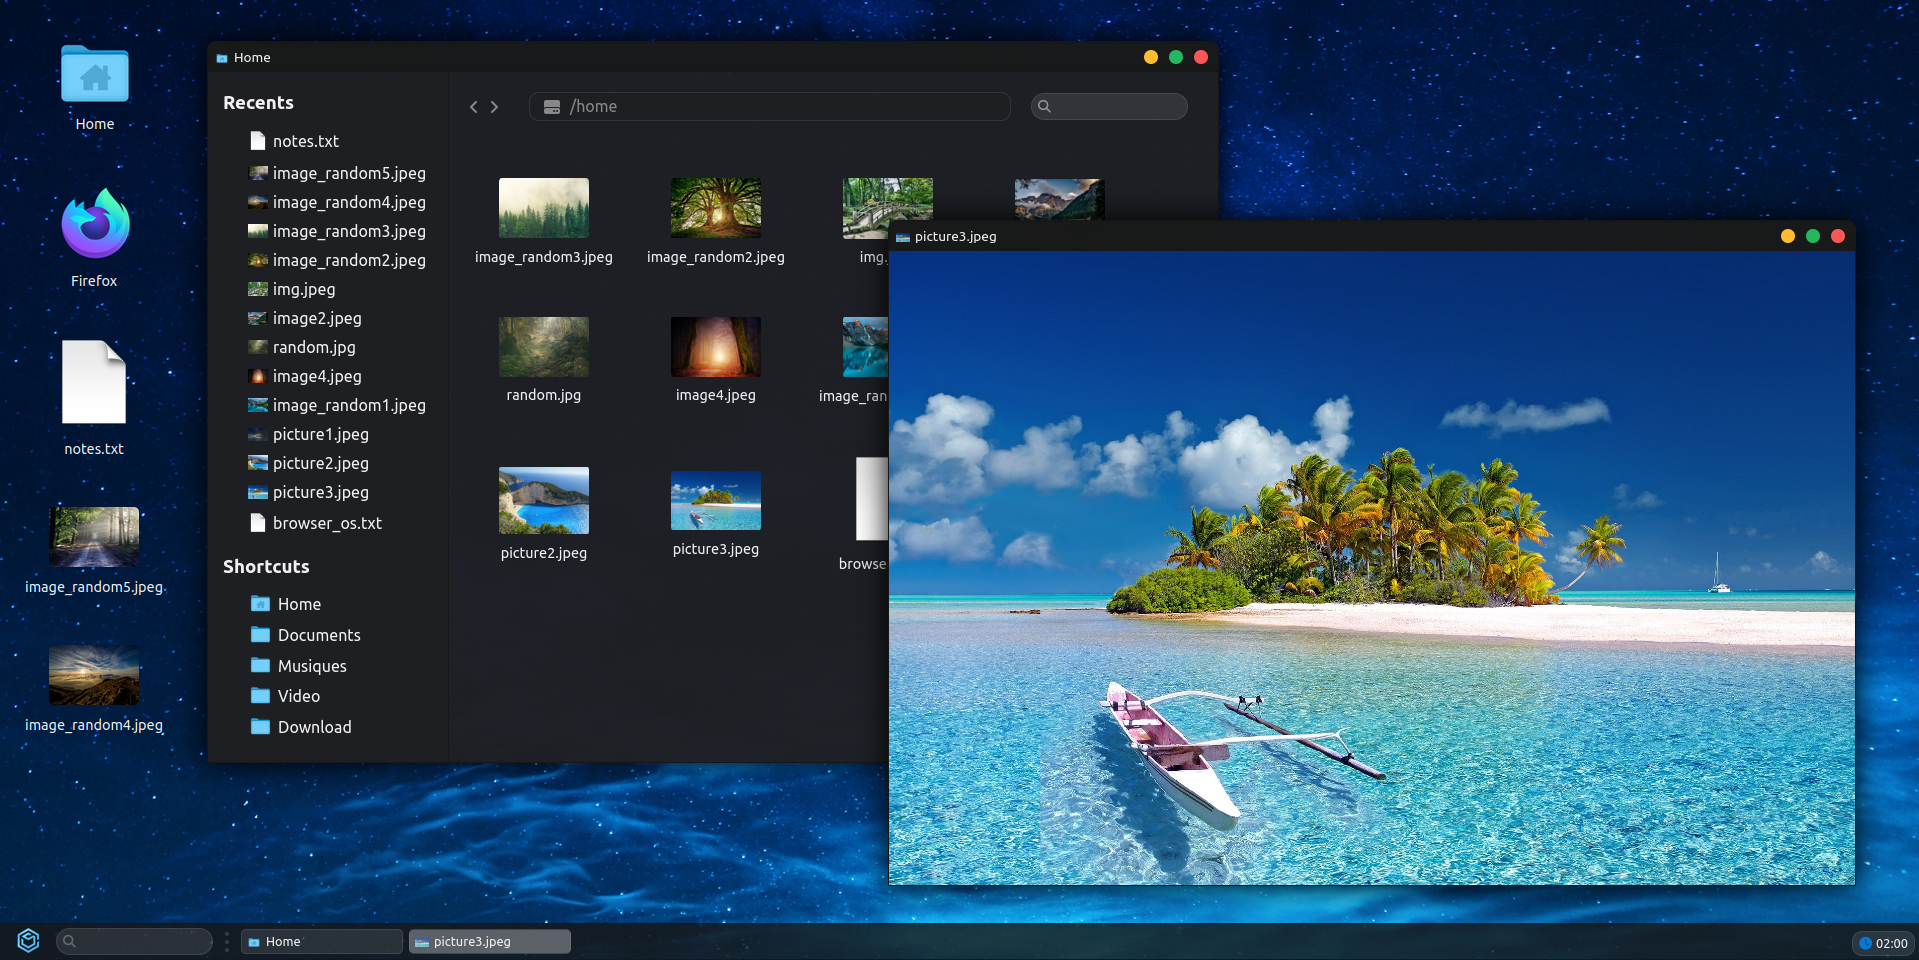 Home
Firefox
notes.txt
image_random5.jpeg
image_random4.jpeg
Home
Recents
notes.txt
image_random5.jpeg
image_random4.jpeg
image_random3.jpeg
image_random2.jpeg
img.jpeg
image2.jpeg
random.jpg
image4.jpeg
image_random1.jpeg
picture1.jpeg
picture2.jpeg
picture3.jpeg
browser_os.txt
Shortcuts
Home
Documents
Musiques
Video
Download
/home
image_random3.jpeg
image_random2.jpeg
img.
random.jpg
image4.jpeg
image_ran
picture2.jpeg
picture3.jpeg
browse
picture3.jpeg
Home
picture3.jpeg
02:00